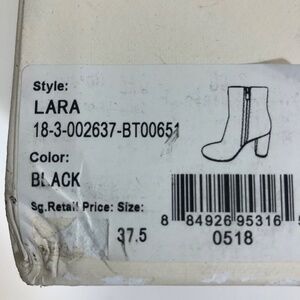 Style:
LARA
18-3-002637-BT00651
Color:
BLACK
Sg.Retail Price: Size:
37.5
8 84926 95316
0518